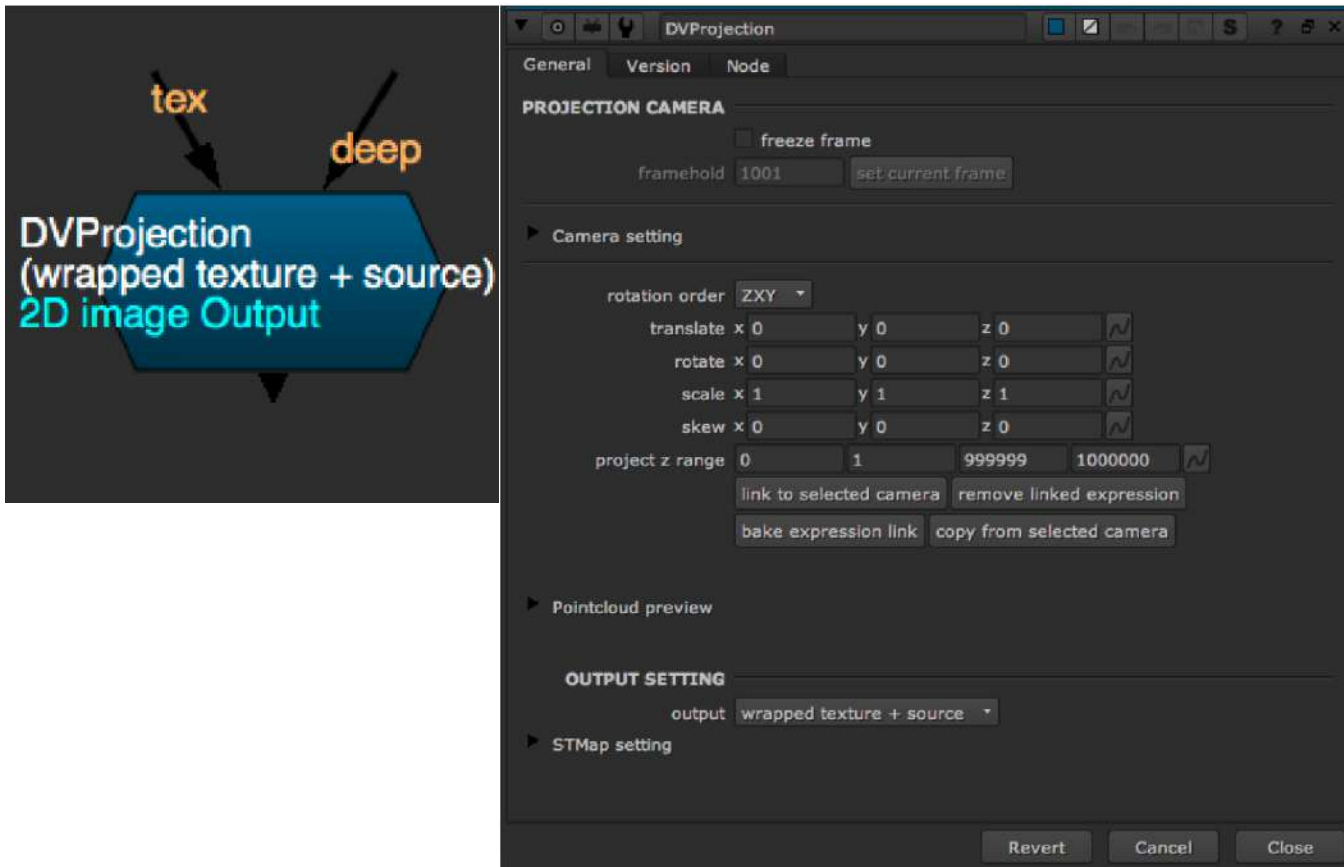 tex
deep
DVProjection
(wrapped texture + source)
2D image Output
DVProjection
S ?
General Version Node
PROJECTION CAMERA
freeze frame
framehold 1001 set current frame
Camera setting
rotation order ZXY
translate x 0 y 0 z 0
rotate x 0 y 0 z 0
scale x 1 y 1 z 1
skew x 0 y 0 z 0
project z range 0 1 999999 1000000
link to selected camera remove linked expression
bake expression link copy from selected camera
Pointcloud preview
OUTPUT SETTING
output wrapped texture + source
STMap setting
Revert Cancel Close